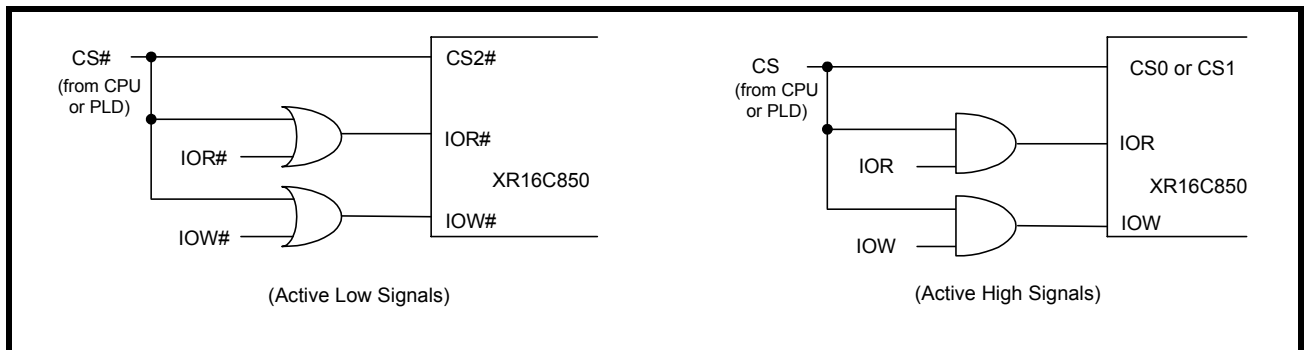 CS#
(from CPU
or PLD)
CS2#
IOR#
IOR#
XR16C850
IOW#
IOW#
(Active Low Signals)
CS
(from CPU
or PLD)
CS0 or CS1
IOR
IOR
XR16C850
IOW
IOW
(Active High Signals)